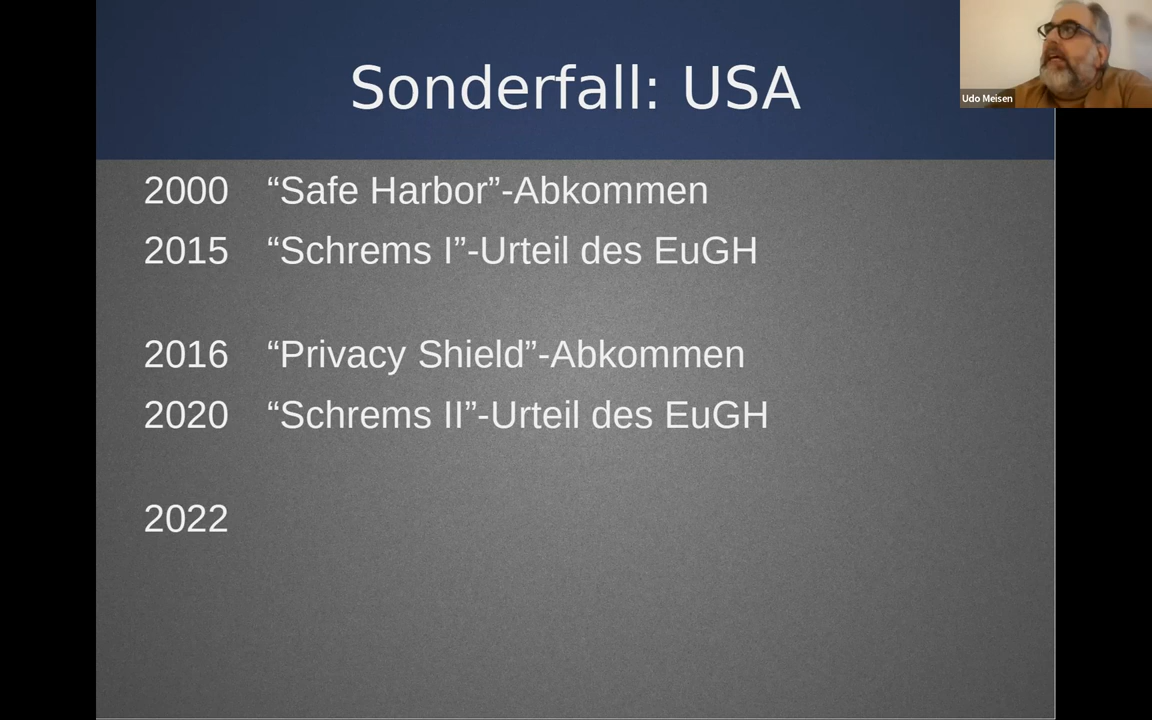 Sonderfall: USA
Udo Meisen
2000 “Safe Harbor”-Abkommen
2015 “Schrems I”-Urteil des EuGH
2016 “Privacy Shield”-Abkommen
2020 “Schrems II”-Urteil des EuGH
2022